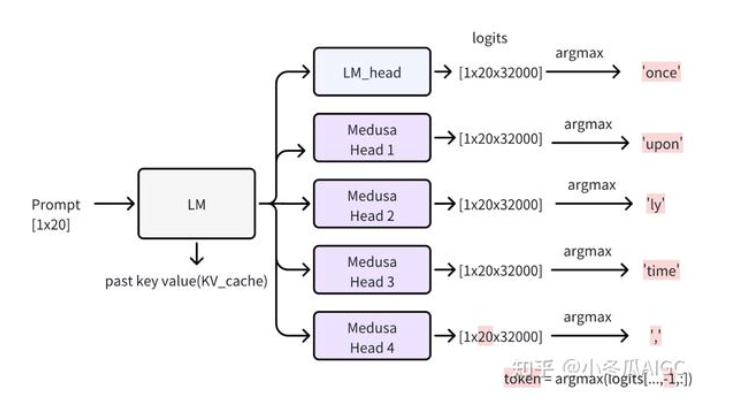 logits
LM_head
[1x20x32000]
argmax
'once'
Medusa
Head 1
[1x20x32000]
argmax
'upon'
Prompt
[1x20]
LM
Medusa
Head 2
[1x20x32000]
argmax
'ly'
past key value(KV_cache)
Medusa
Head 3
[1x20x32000]
argmax
'time'
Medusa
Head 4
[1x20x32000]
argmax
','
知乎 @小冬瓜AIGC
token = argmax(logits[...,-1,:])